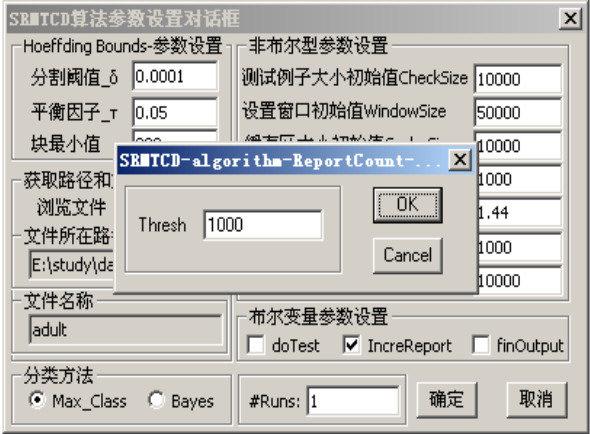 SRMTCD算法参数设置对话框
Hoeffding Bounds-参数设置
分割阈值_δ 0.0001
平衡因子_τ 0.05
块最小值
获取路径和
浏览文件
文件所在路
E:\study\da
文件名称
adult
分类方法
Max_Class Bayes
非布尔型参数设置
测试例子大小初始值CheckSize 10000
设置窗口初始值WindowSize 50000
10000
1000
1.44
1000
10000
布尔变量参数设置
doTest IncreReport finOutput
#Runs: 1 确定 取消
SRMTCD-algorithm-ReportCount-...
Thresh 1000
OK
Cancel